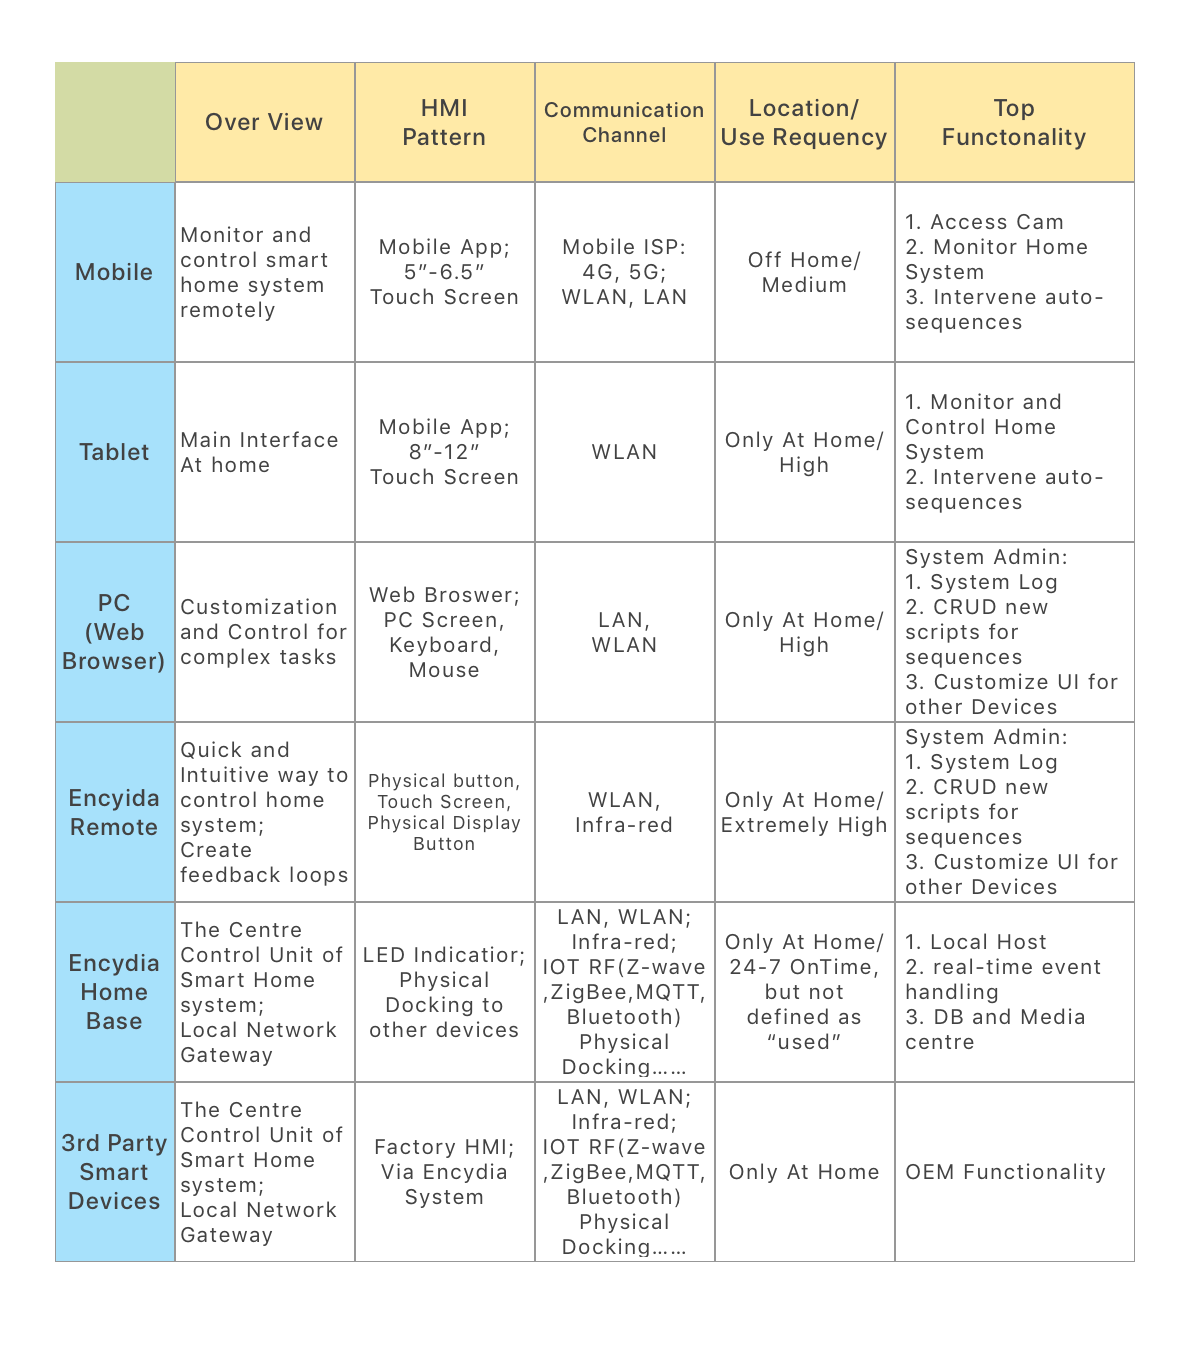 Over View
HMI
Pattern
Communication
Channel
Location/
Use Requency
Top
Functonality
Mobile
Monitor and
control smart
home system
remotely
Mobile App;
5”-6.5”
Touch Screen
Mobile ISP:
4G, 5G;
WLAN, LAN
Off Home/
Medium
1. Access Cam
2. Monitor Home
System
3. Intervene auto-
sequences
Tablet
Main Interface
At home
Mobile App;
8”-12”
Touch Screen
WLAN
Only At Home/
High
1. Monitor and
Control Home
System
2. Intervene auto-
sequences
PC
(Web
Browser)
Customization
and Control for
complex tasks
Web Broswer;
PC Screen,
Keyboard,
Mouse
LAN,
WLAN
Only At Home/
High
System Admin:
1. System Log
2. CRUD new
scripts for
sequences
3. Customize UI for
other Devices
Encyida
Remote
Quick and
Intuitive way to
control home
system;
Create
feedback loops
Physical button,
Touch Screen,
Physical Display
Button
WLAN,
Infra-red
Only At Home/
Extremely High
System Admin:
1. System Log
2. CRUD new
scripts for
sequences
3. Customize UI for
other Devices
Encydia
Home
Base
The Centre
Control Unit of
Smart Home
system;
Local Network
Gateway
LED Indicatior;
Physical
Docking to
other devices
LAN, WLAN;
Infra-red;
IOT RF(Z-wave
,ZigBee,MQTT,
Bluetooth)
Physical
Docking……
Only At Home/
24-7 OnTime,
but not
defined as
“used”
1. Local Host
2. real-time event
handling
3. DB and Media
centre
3rd Party
Smart
Devices
The Centre
Control Unit of
Smart Home
system;
Local Network
Gateway
Factory HMI;
Via Encydia
System
LAN, WLAN;
Infra-red;
IOT RF(Z-wave
,ZigBee,MQTT,
Bluetooth)
Physical
Docking……
Only At Home
OEM Functionality